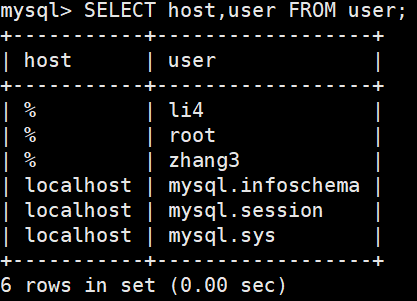 mysql> SELECT host,user FROM user;
+-----------+------------------+
| host      | user             |
+-----------+------------------+
| %         | li4              |
| %         | root             |
| %         | zhang3           |
| localhost | mysql.infoschema |
| localhost | mysql.session    |
| localhost | mysql.sys        |
+-----------+------------------+
6 rows in set (0.00 sec)